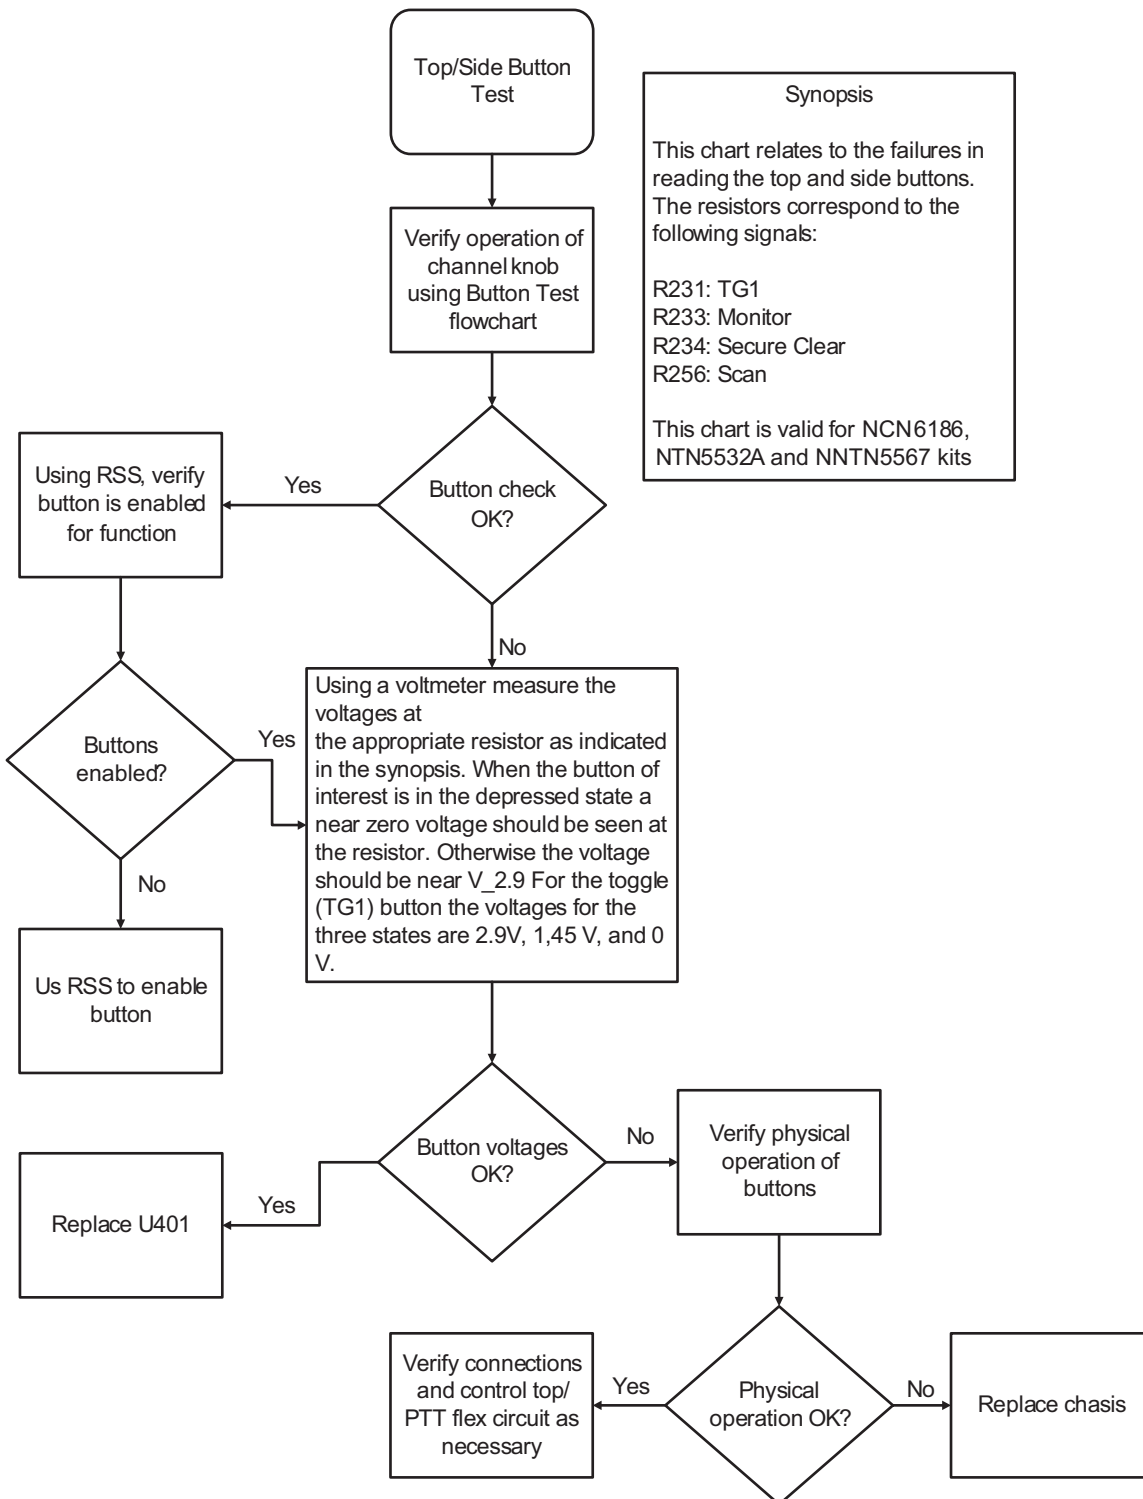 Top/Side Button
Test
Synopsis
This chart relates to the failures in
reading the top and side buttons.
The resistors correspond to the
following signals:
R231: TG1
R233: Monitor
R234: Secure Clear
R256: Scan
This chart is valid for NCN6186,
NTN5532A and NNTN5567 kits
Verify operation of
channel knob
using Button Test
flowchart
Button check
OK?
Yes
No
Using RSS, verify
button is enabled
for function
Buttons
enabled?
Yes
No
Us RSS to enable
button
Using a voltmeter measure the
voltages at
the appropriate resistor as indicated
in the synopsis. When the button of
interest is in the depressed state a
near zero voltage should be seen at
the resistor. Otherwise the voltage
should be near V_2.9 For the toggle
(TG1) button the voltages for the
three states are 2.9V, 1,45 V, and 0
V.
Button voltages
OK?
Yes
No
Replace U401
Verify physical
operation of
buttons
Physical
operation OK?
Yes
No
Verify connections
and control top/
PTT flex circuit as
necessary
Replace chasis